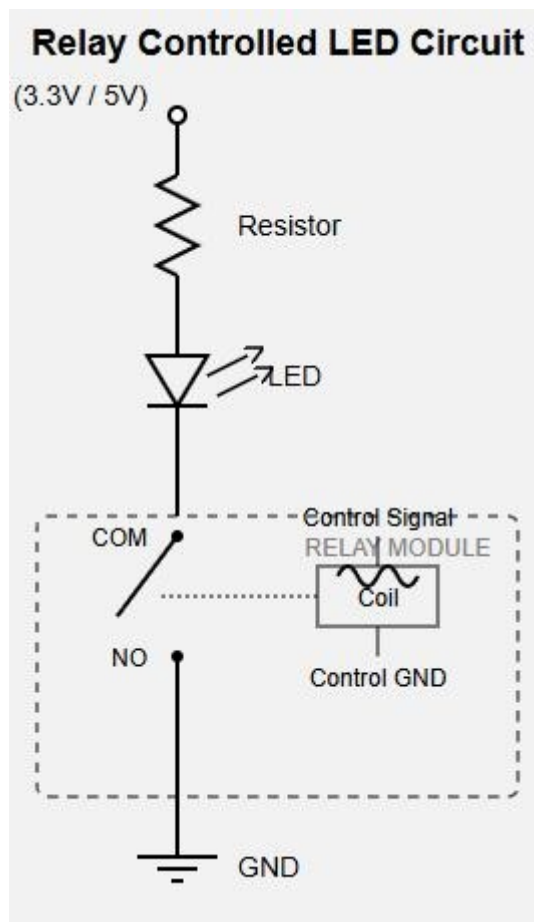 Relay Controlled LED Circuit
(3.3V / 5V)
Resistor
LED
Control Signal
COM
RELAY MODULE
Coil
NO
Control GND
GND